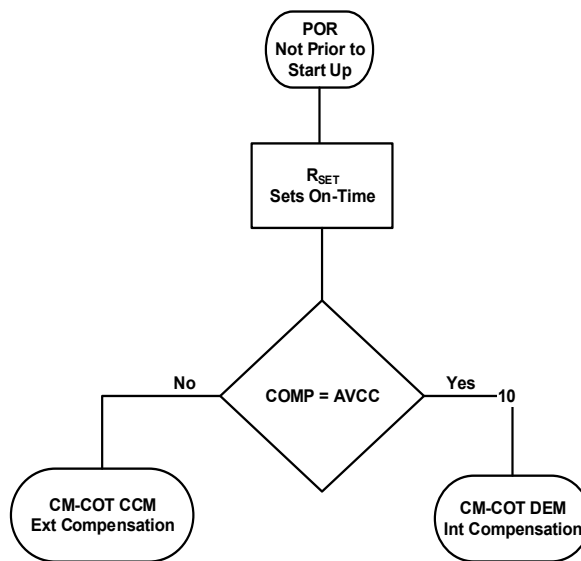 POR
Not Prior to
Start Up
RSET
Sets On-Time
COMP = AVCC
No
Yes
10
CM-COT CCM
Ext Compensation
CM-COT DEM
Int Compensation